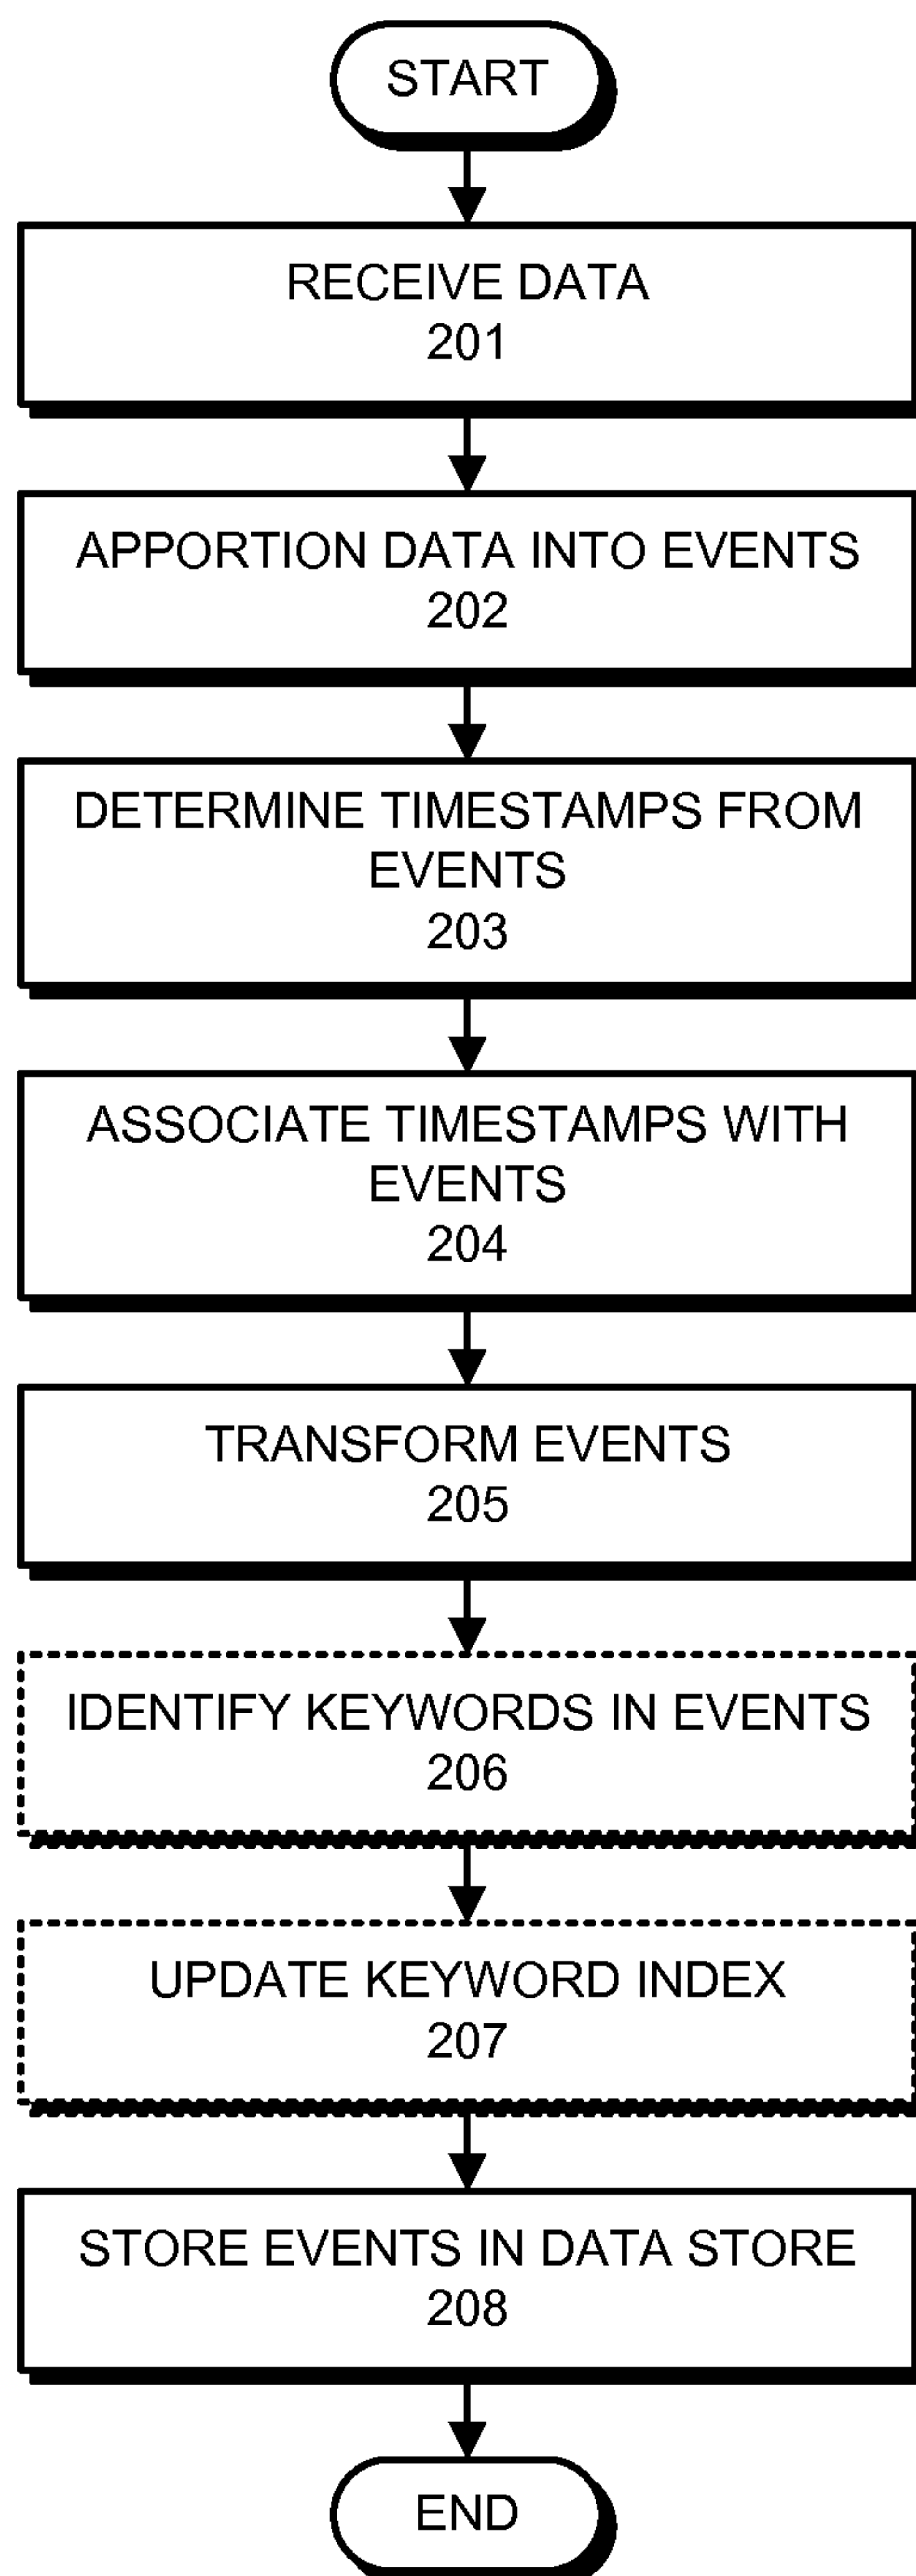 START
RECEIVE DATA
201
APPORTION DATA INTO EVENTS
202
DETERMINE TIMESTAMPS FROM
EVENTS
203
ASSOCIATE TIMESTAMPS WITH
EVENTS
204
TRANSFORM EVENTS
205
IDENTIFY KEYWORDS IN EVENTS
206
UPDATE KEYWORD INDEX
207
STORE EVENTS IN DATA STORE
208
END